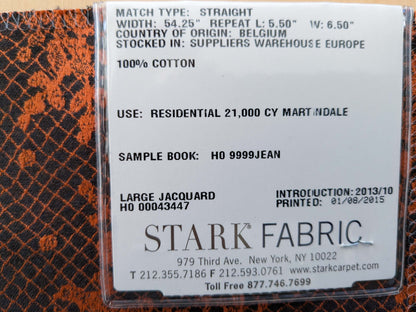 MATCH TYPE: STRAIGHT
WIDTH: 54.25" REPEAT L: 5.50" W: 6.50"
COUNTRY OF ORIGIN: BELGIUM
STOCKED IN: SUPPLIERS WAREHOUSE EUROPE
100% COTTON
USE: RESIDENTIAL 21,000 CY MARTINDALE
SAMPLE BOOK: HO 9999JEAN
LARGE JACQUARD INTRODUCTION: 2013/10
HO 00043447 PRINTED: 01/08/2015
STARK FABRIC
979 Third Ave. New York, NY 10022
T 212.355.7186 F 212.593.0761 www.starkcarpet.com
Toll Free 877.746.7699